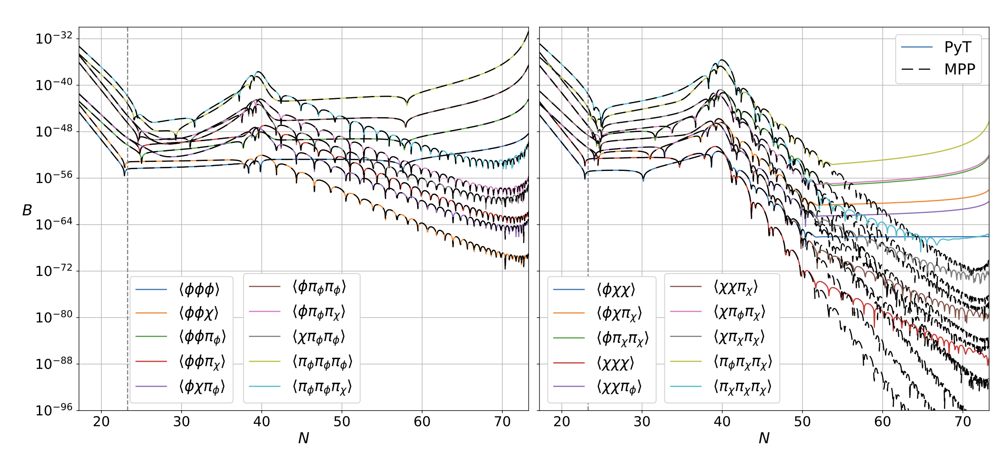 10⁻³²
10⁻⁴⁰
10⁻⁴⁸
10⁻⁵⁶
10⁻⁶⁴
10⁻⁷²
10⁻⁸⁰
10⁻⁸⁸
10⁻⁹⁶
B
⟨ϕϕϕ⟩
⟨ϕϕχ⟩
⟨ϕϕπ_ϕ⟩
⟨ϕϕπ_χ⟩
⟨ϕχπ_ϕ⟩
⟨ϕπ_ϕπ_ϕ⟩
⟨ϕπ_ϕπ_χ⟩
⟨χπ_ϕπ_ϕ⟩
⟨π_ϕπ_ϕπ_ϕ⟩
⟨π_ϕπ_ϕπ_χ⟩
20 30 40 50 60 70
N
PyT
MPP
⟨ϕχχ⟩
⟨ϕχπ_χ⟩
⟨ϕπ_χπ_χ⟩
⟨χχχ⟩
⟨χχπ_ϕ⟩
⟨χχπ_χ⟩
⟨χπ_ϕπ_χ⟩
⟨χπ_χπ_χ⟩
⟨π_ϕπ_χπ_χ⟩
⟨π_χπ_χπ_χ⟩
20 30 40 50 60 70
N